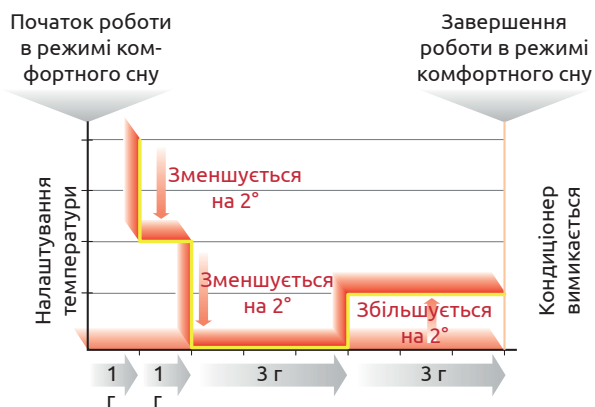 Початок роботи
в режимі ком-
фортного сну
Завершення
роботи в режимі
комфортного сну
Налаштування
температури
Зменшується
на 2°
Зменшується
на 2°
Збільшується
на 2°
Кондиціонер
вимикається
1
г
1
г
3 г
3 г